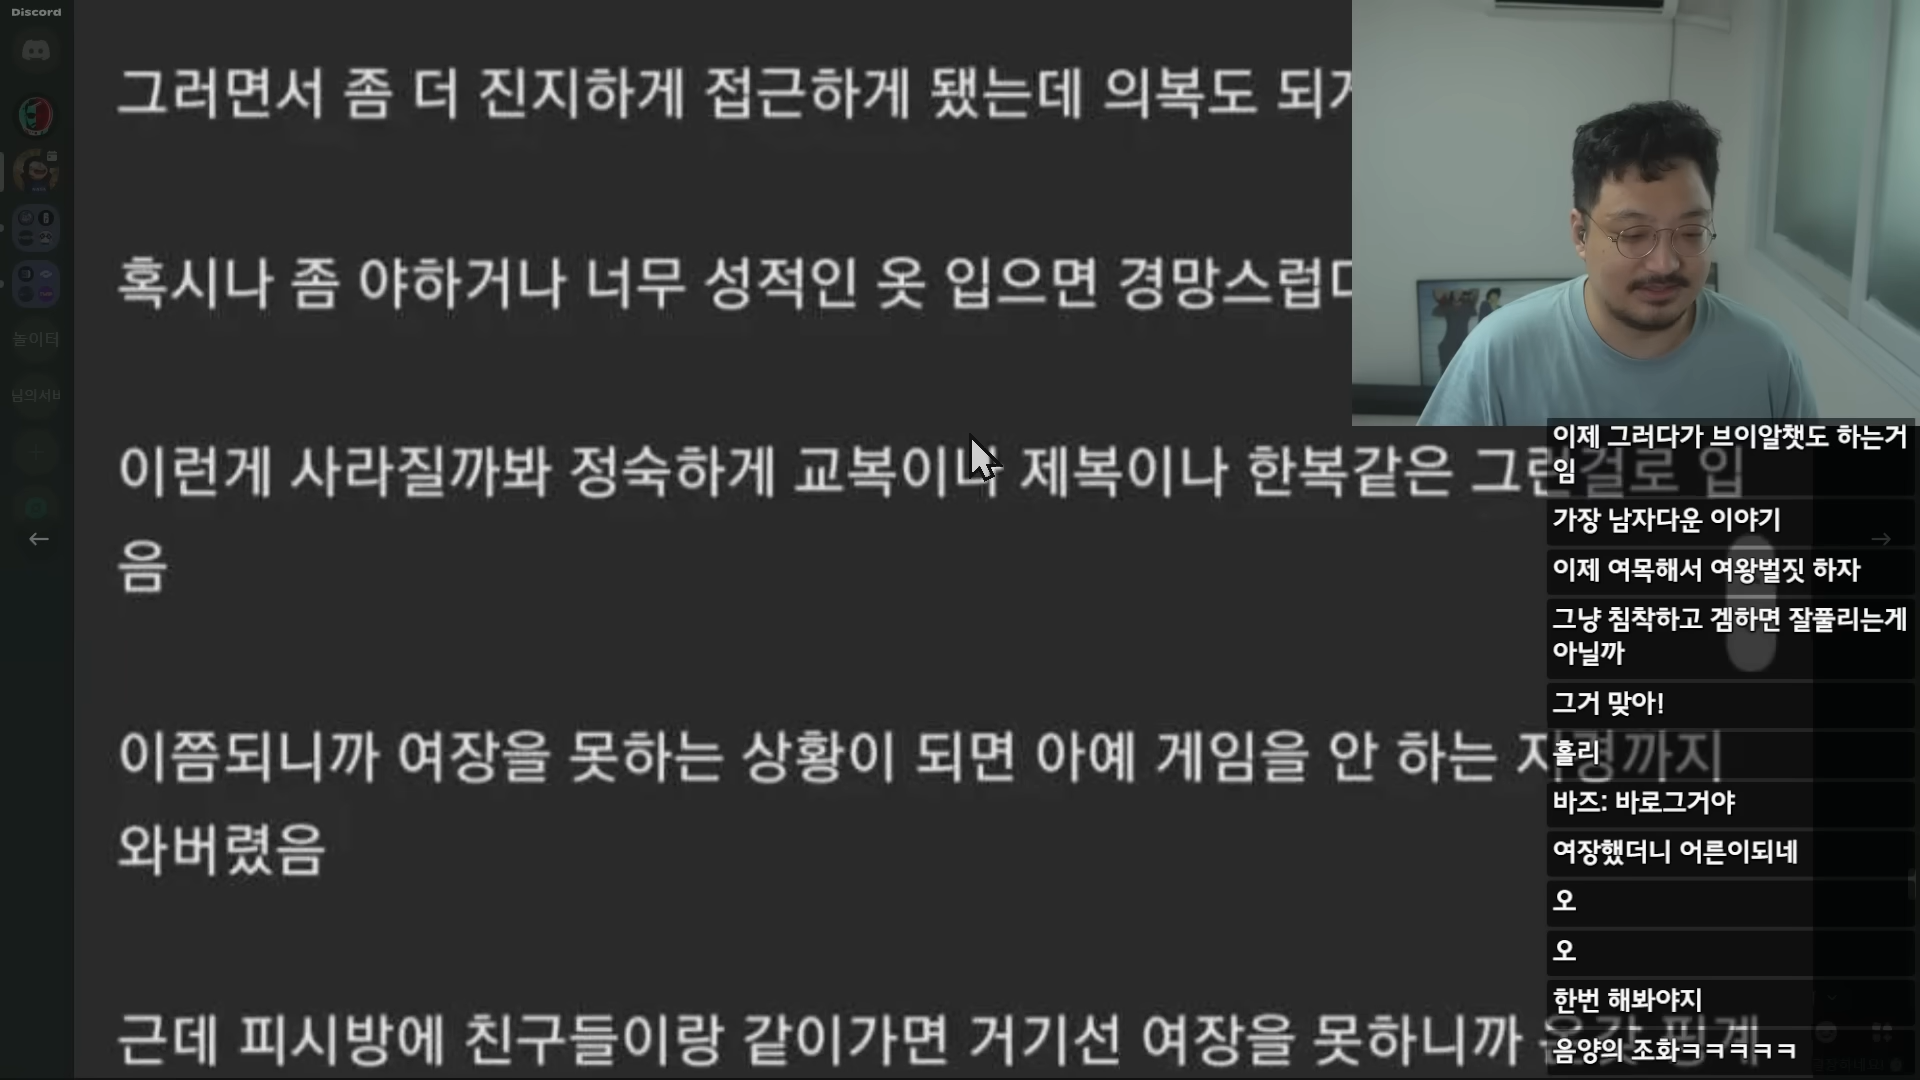 Discord
그러면서 좀 더 진지하게 접근하게 됐는데 의복도
혹시나 좀 야하거나 너무 성적인 옷 입으면
이런게 사라질까봐 정숙하게 교복이나 제복이나 한복같은 그런걸로 입
음
이쯤되니까 여장을 못하는 상황이 되면 아예 게임을 안 하는 지경까지
와버렸음
근데 피시방에 친구들이랑 같이가면 거기선 여장을 못하니까
놀이터
님의서버
이제 그러다가 브이알챗도 하는거
임
가장 남자다운 이야기
이제 여목해서 여왕벌짓 하자
그냥 침착하고 겜하면 잘풀리는게
아닐까
그거 맞아!
홀리
바즈: 바로그거야
여장했더니 어른이되네
오
오
한번 해봐야지
음양의 조화ㅋㅋㅋㅋㅋ